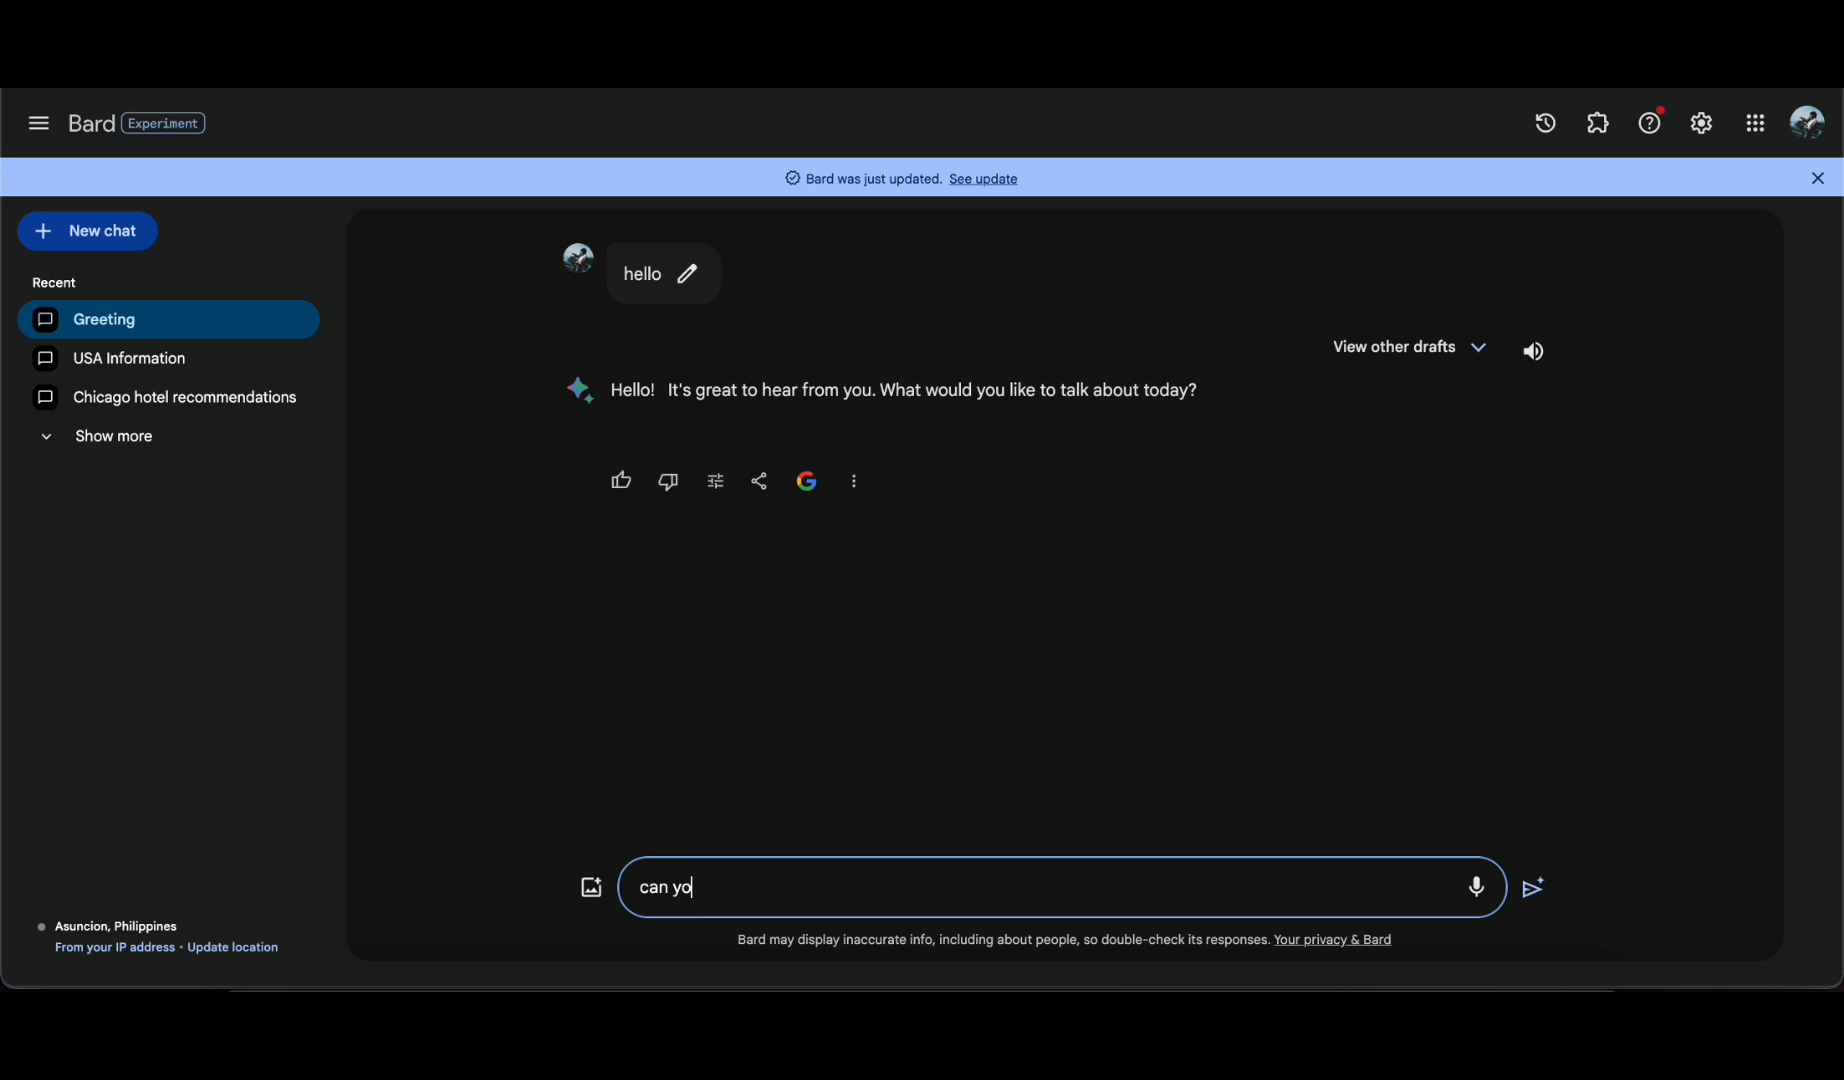 Bard Experiment
Bard was just updated. See update
New chat
Recent
Greeting
USA Information
Chicago hotel recommendations
Show more
hello
View other drafts
Hello! It's great to hear from you. What would you like to talk about today?
can yo
Asuncion, Philippines
From your IP address • Update location
Bard may display inaccurate info, including about people, so double-check its responses. Your privacy & Bard